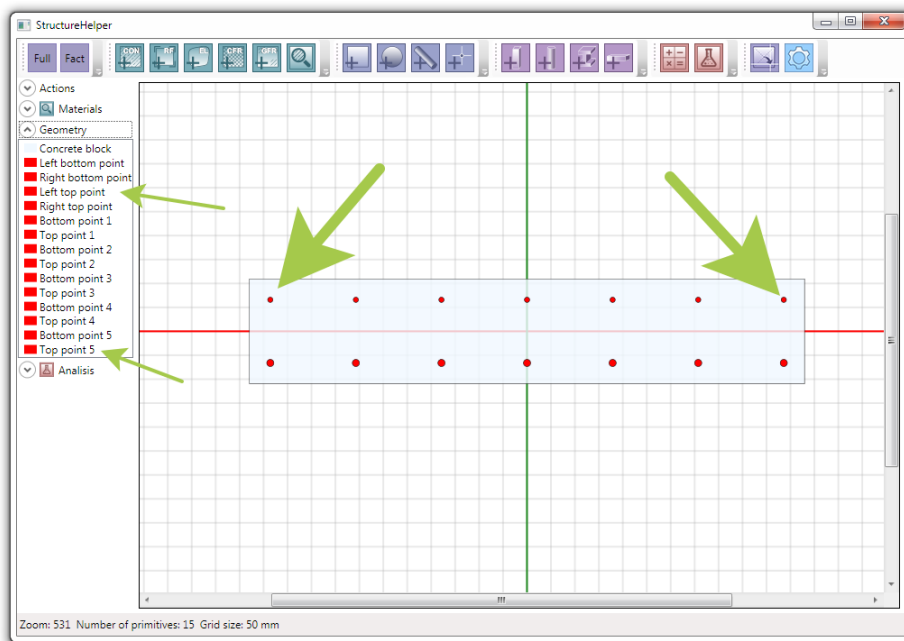 StructureHelper
Full Fact CON RF EL CFR GFR
Actions
Materials
Geometry
Concrete block
Left bottom point
Right bottom point
Left top point
Right top point
Bottom point 1
Top point 1
Bottom point 2
Top point 2
Bottom point 3
Top point 3
Bottom point 4
Top point 4
Bottom point 5
Top point 5
Analisis
Zoom: 531 Number of primitives: 15 Grid size: 50 mm